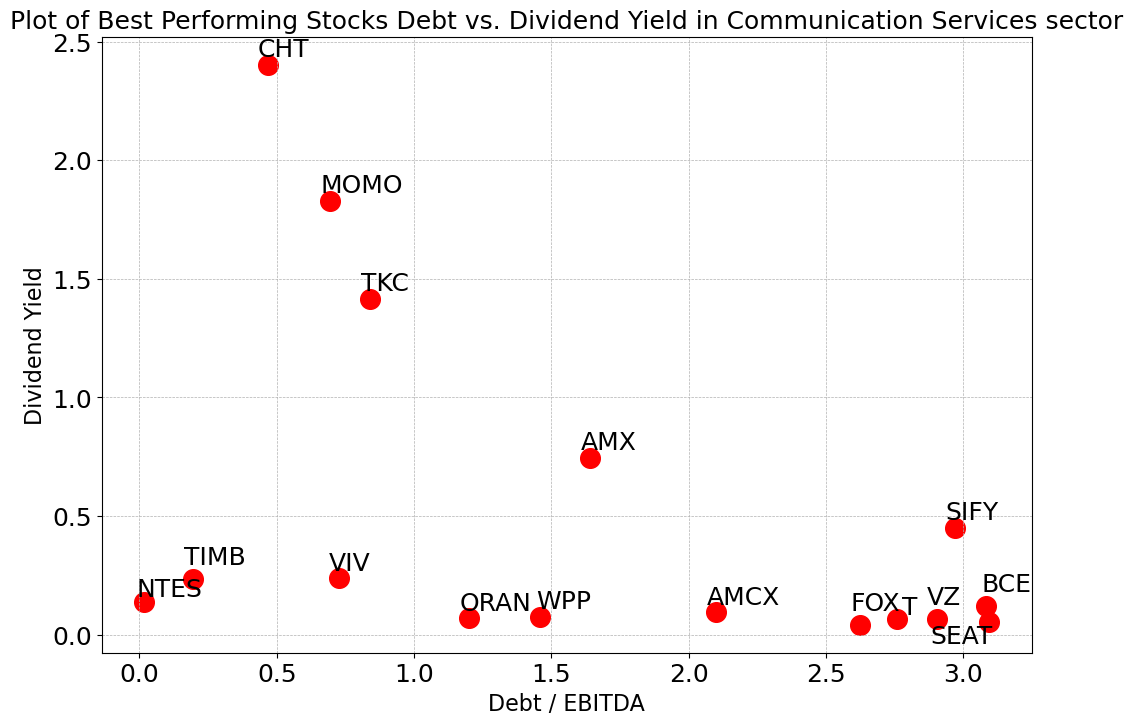 Plot of Best Performing Stocks Debt vs. Dividend Yield in Communication Services sector
2.5
CHT
2.0
MOMO
1.5
TKC
Dividend Yield
1.0
AMX
0.5
SIFY
TIMB
VIV
NTES
BCE
ORAN
WPP
AMCX
FOX
T
VZ
0.0
SEAT
0.0 0.5 1.0 1.5 2.0 2.5 3.0
Debt / EBITDA